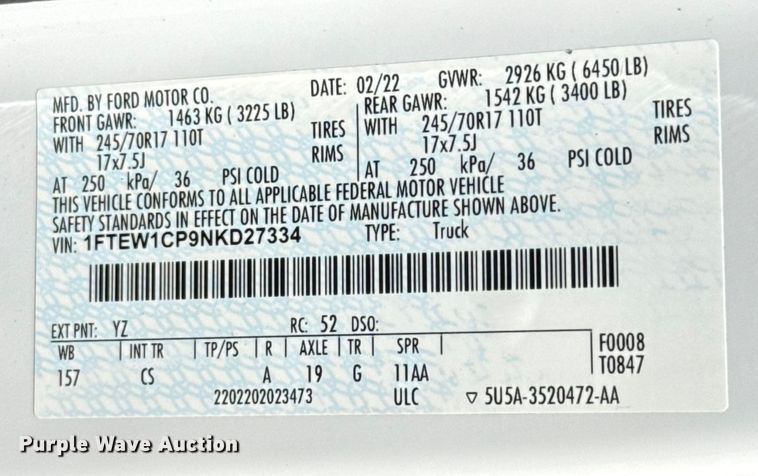 MFD. BY FORD MOTOR CO. DATE: 02/22 GVWR: 2926 KG ( 6450 LB)
FRONT GAWR: 1463 KG ( 3225 LB) REAR GAWR: 1542 KG ( 3400 LB)
WITH 245/70R17 110T TIRES WITH 245/70R17 110T TIRES
17x7.5J RIMS 17x7.5J RIMS
AT 250 kPa/ 36 PSI COLD AT 250 kPa/ 36 PSI COLD
THIS VEHICLE CONFORMS TO ALL APPLICABLE FEDERAL MOTOR VEHICLE
SAFETY STANDARDS IN EFFECT ON THE DATE OF MANUFACTURE SHOWN ABOVE.
VIN: 1FTEW1CP9NKD27334 TYPE: Truck
EXT PNT: YZ RC: 52 DSO:
WB | INT TR | TP/PS | R | AXLE | TR | SPR | F0008
157 CS A 19 G 11AA T0847
2202202023473 ULC ▽ 5U5A-3520472-AA
Purple Wave Auction